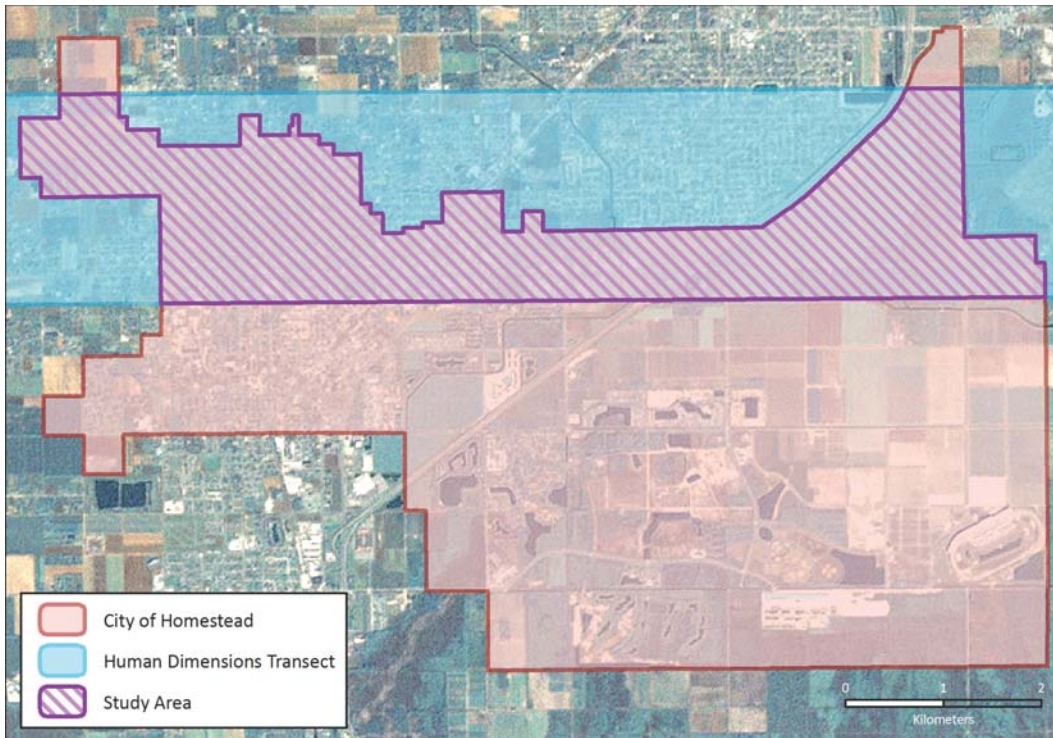 City of Homestead
Human Dimensions Transect
Study Area
0 1 2
Kilometers